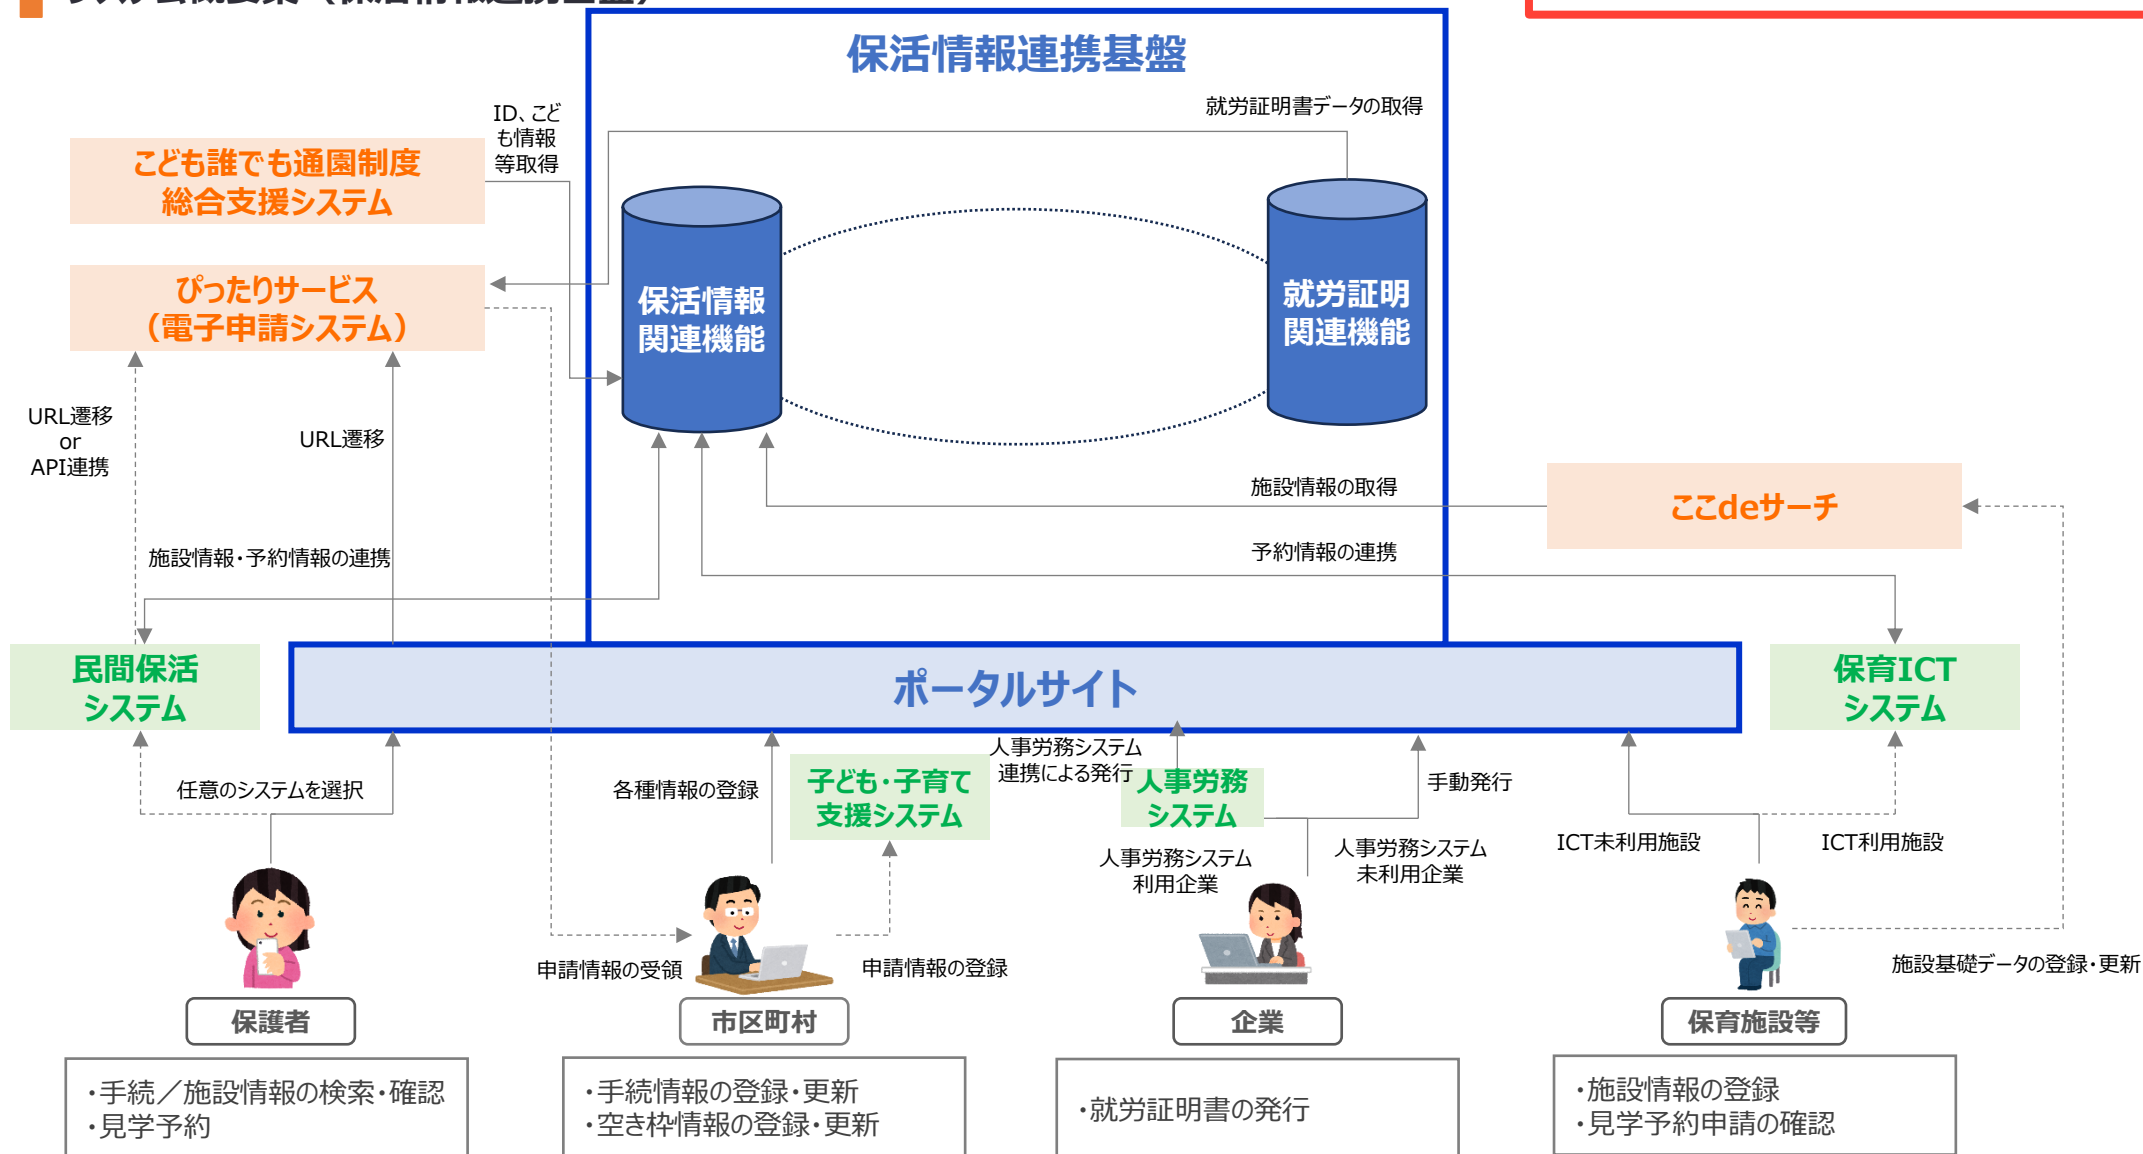 （保活情報連携基盤）
保活情報連携基盤
就労証明書データの取得
ID、こど
も情報
等取得
こども誰でも通園制度
総合支援システム
ぴったりサービス
（電子申請システム）
保活情報
関連機能
就労証明
関連機能
URL遷移
or
API連携
URL遷移
施設情報の取得
ここdeサーチ
施設情報・予約情報の連携
予約情報の連携
民間保活
システム
ポータルサイト
保育ICT
システム
任意のシステムを選択
各種情報の登録
子ども・子育て
支援システム
人事労務システム
連携による発行
人事労務
システム
手動発行
人事労務システム
利用企業
人事労務システム
未利用企業
ICT未利用施設
ICT利用施設
申請情報の受領
申請情報の登録
施設基礎データの登録・更新
保護者
市区町村
企業
保育施設等
・手続／施設情報の検索・確認
・見学予約
・手続情報の登録・更新
・空き枠情報の登録・更新
・就労証明書の発行
・施設情報の登録
・見学予約申請の確認